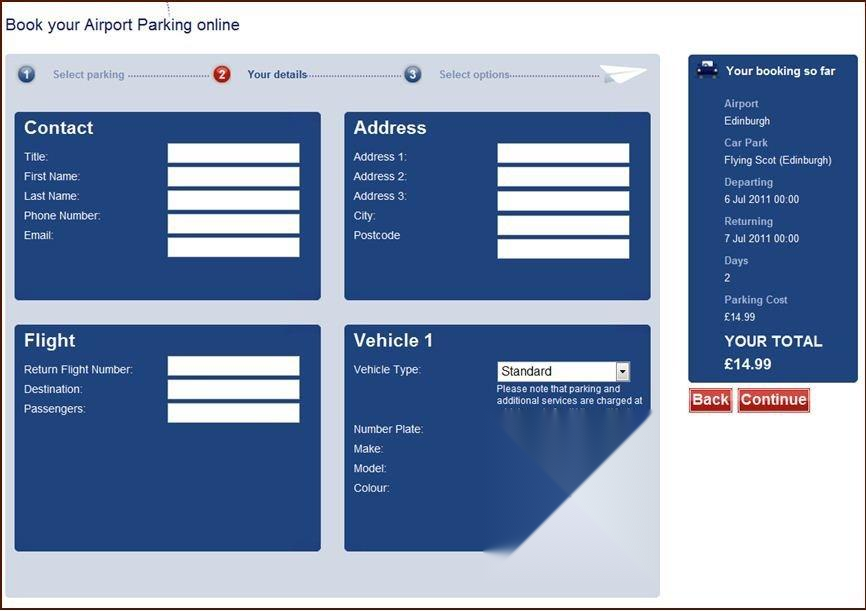 Book your Airport Parking online
1 Select parking 2 Your details 3 Select options
Contact
Title:
First Name:
Last Name:
Phone Number:
Email:
Address
Address 1:
Address 2:
Address 3:
City:
Postcode
Flight
Return Flight Number:
Destination:
Passengers:
Vehicle 1
Vehicle Type:
Standard
Please note that parking and
additional services are charged at
Number Plate:
Make:
Model:
Colour:
Your booking so far
Airport
Edinburgh
Car Park
Flying Scot (Edinburgh)
Departing
6 Jul 2011 00:00
Returning
7 Jul 2011 00:00
Days
2
Parking Cost
£14.99
YOUR TOTAL
£14.99
Back Continue